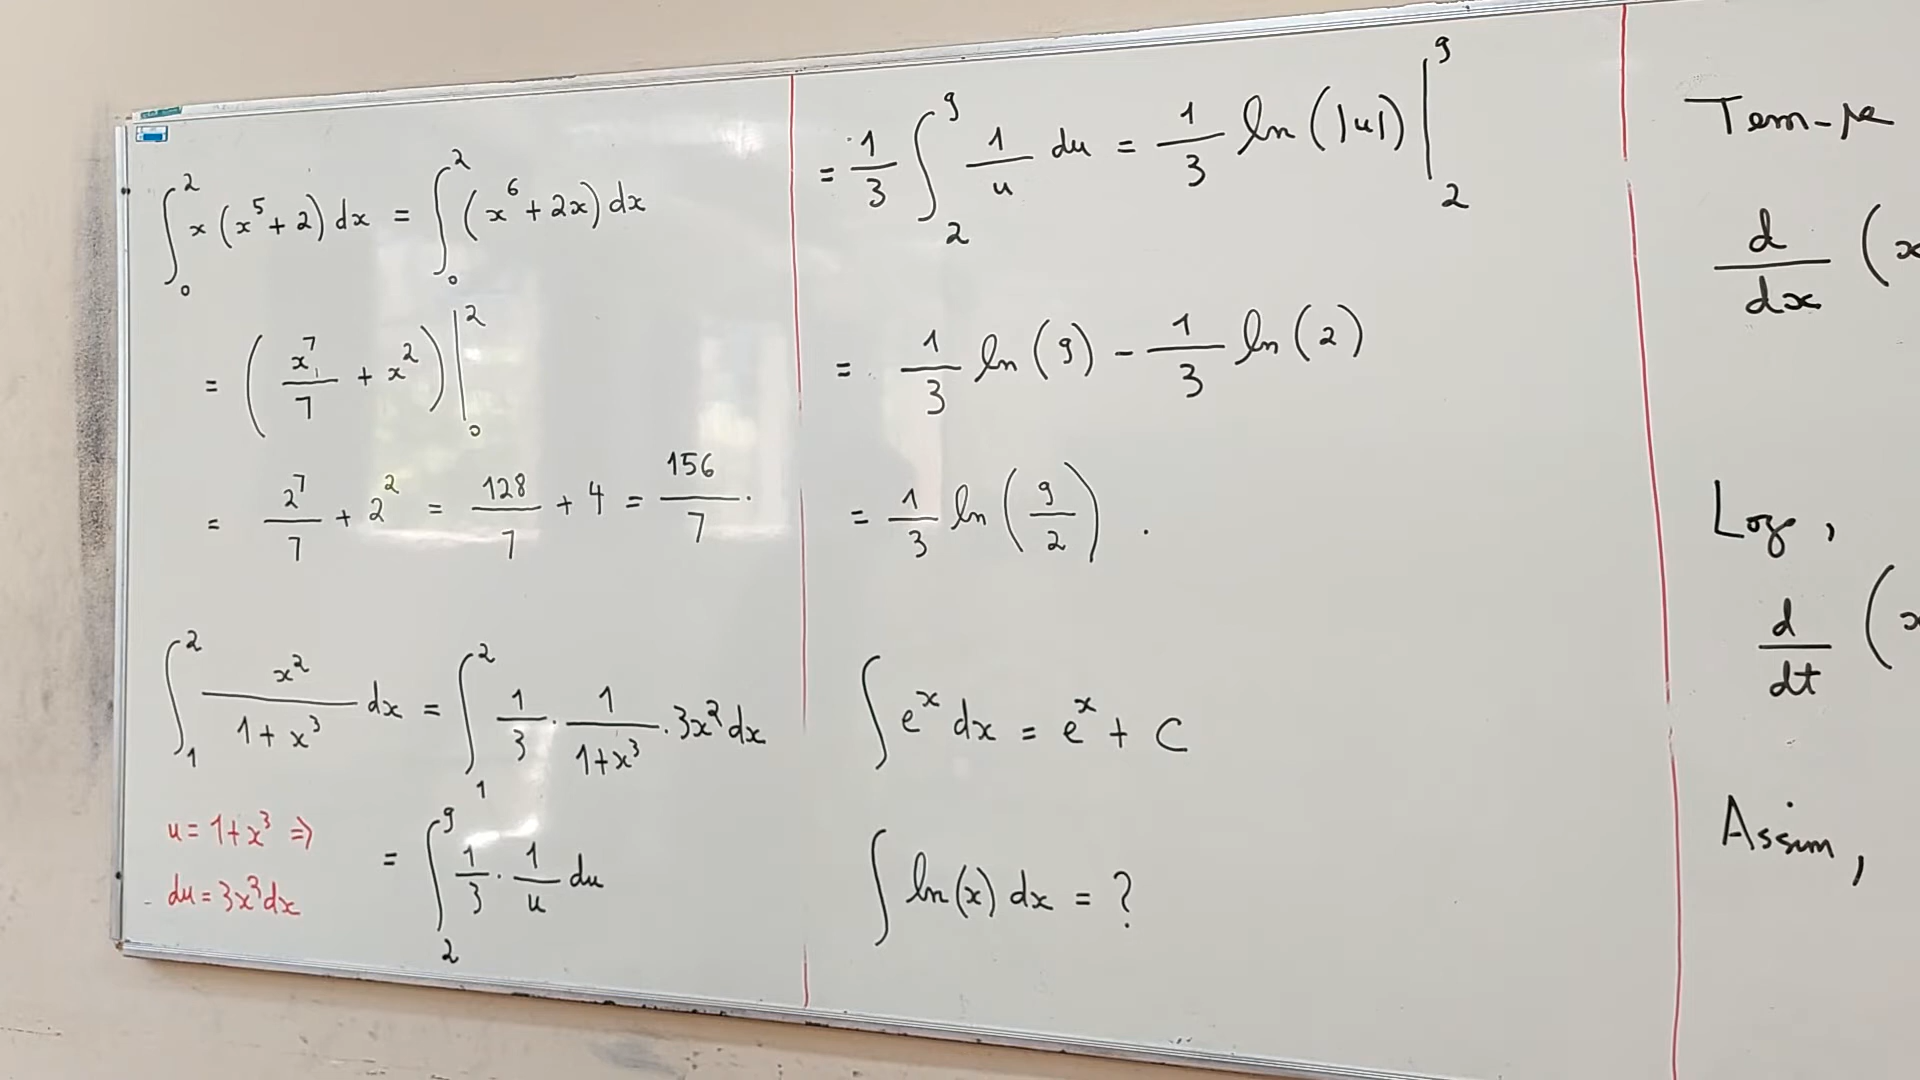 ∫₀² x(x⁵+2)dx = ∫₀² (x⁶+2x)dx
= (x⁷/7 + x²)|₀²
= 2⁷/7 + 2² = 128/7 + 4 = 156/7.
∫₁² x²/(1+x³) dx = ∫₁² 1/3 · 1/(1+x³) · 3x²dx
u = 1+x³ ⇒
du = 3x³dx
= ∫₂⁹ 1/3 · 1/u du
= 1/3 ∫₂⁹ 1/u du = 1/3 ln(|u|)|₂⁹
= 1/3 ln(9) - 1/3 ln(2)
= 1/3 ln(9/2).
∫ eˣ dx = eˣ + C
∫ ln(x) dx = ?
Tem-
d/dx (x
Log,
d/dt (x
Assim,